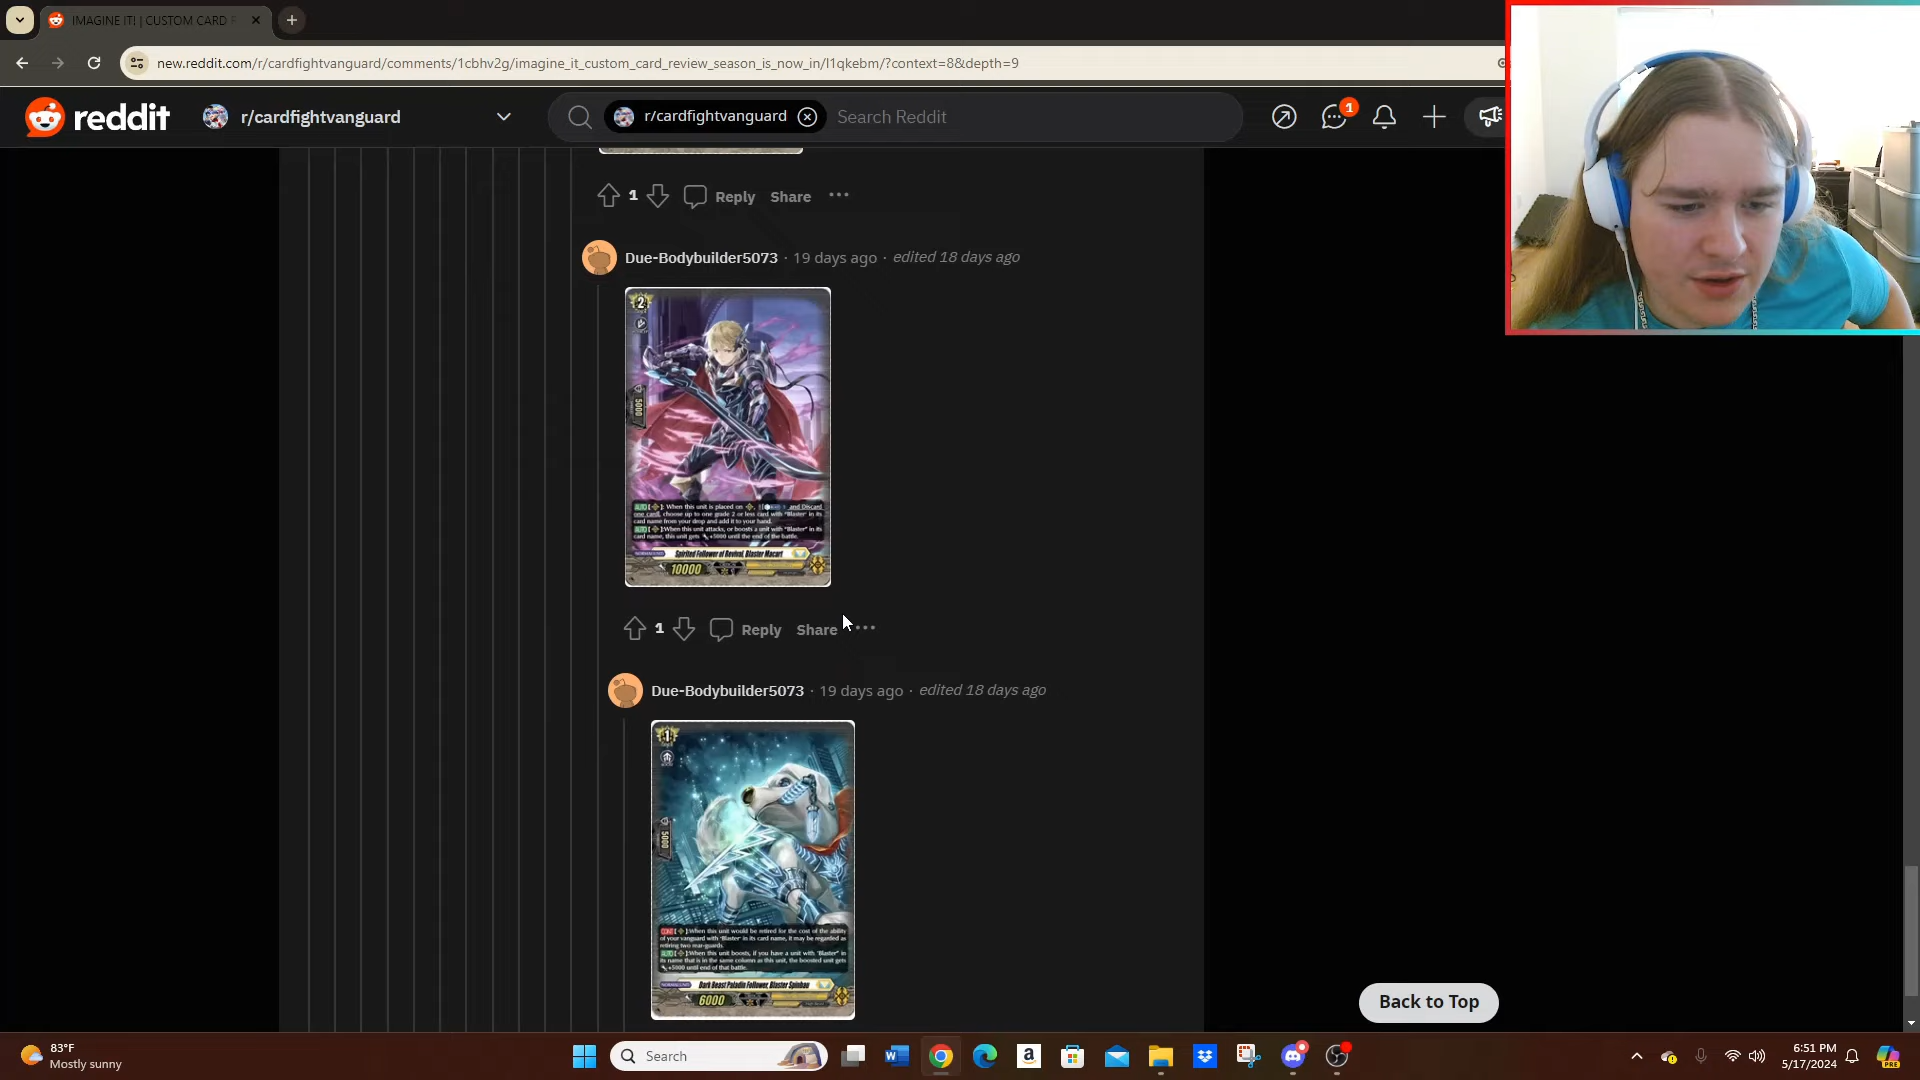 IMAGINE IT! | CUSTOM CARD
new.reddit.com/r/cardfightvanguard/comments/1cbhv2g/imagine_it_custom_card_review_season_is_now_in/l1qkebm/?context=8&depth=9
reddit
r/cardfightvanguard
r/cardfightvanguard
Search Reddit
1
1
Reply
Share
Due-Bodybuilder5073 · 19 days ago · edited 18 days ago
2
5000
AUTO When this unit is placed on and Discard
one card, choose up to one grade 2 or less card with "Blaster" in its
card name from your drop and add it to your hand.
AUTO When this unit attacks, or boosts a unit with "Blaster" in its
card name, this unit gets +5000 until the end of the battle.
Spirited Follower of Revival, Blaster Macart
10000
1
Reply
Share
Due-Bodybuilder5073 · 19 days ago · edited 18 days ago
1
5000
CONT When this unit would be retired for the cost of the ability
of your vanguard with "Blaster" in its card name, it may be regarded as
retiring two rear-guards.
AUTO When this unit boosts, if you have a unit with "Blaster" in
its name that is in the same column as this unit, the boosted unit gets
+5000 until end of that battle.
Dark Beast Paladin Follower, Blaster Spinbau
6000
Back to Top
83°F
Mostly sunny
Search
6:51 PM
5/17/2024